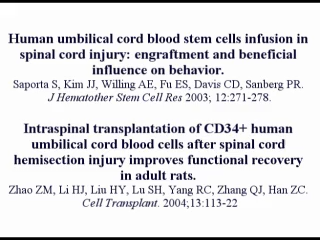 Human umbilical cord blood stem cells infusion in
spinal cord injury: engraftment and beneficial
influence on behavior.
Saporta S, Kim JJ, Willing AE, Fu ES, Davis CD, Sanberg PR.
J Hematother Stem Cell Res 2003; 12:271-278.
Intraspinal transplantation of CD34+ human
umbilical cord blood cells after spinal cord
hemisection injury improves functional recovery
in adult rats.
Zhao ZM, Li HJ, Liu HY, Lu SH, Yang RC, Zhang QJ, Han ZC.
Cell Transplant. 2004;13:113-22